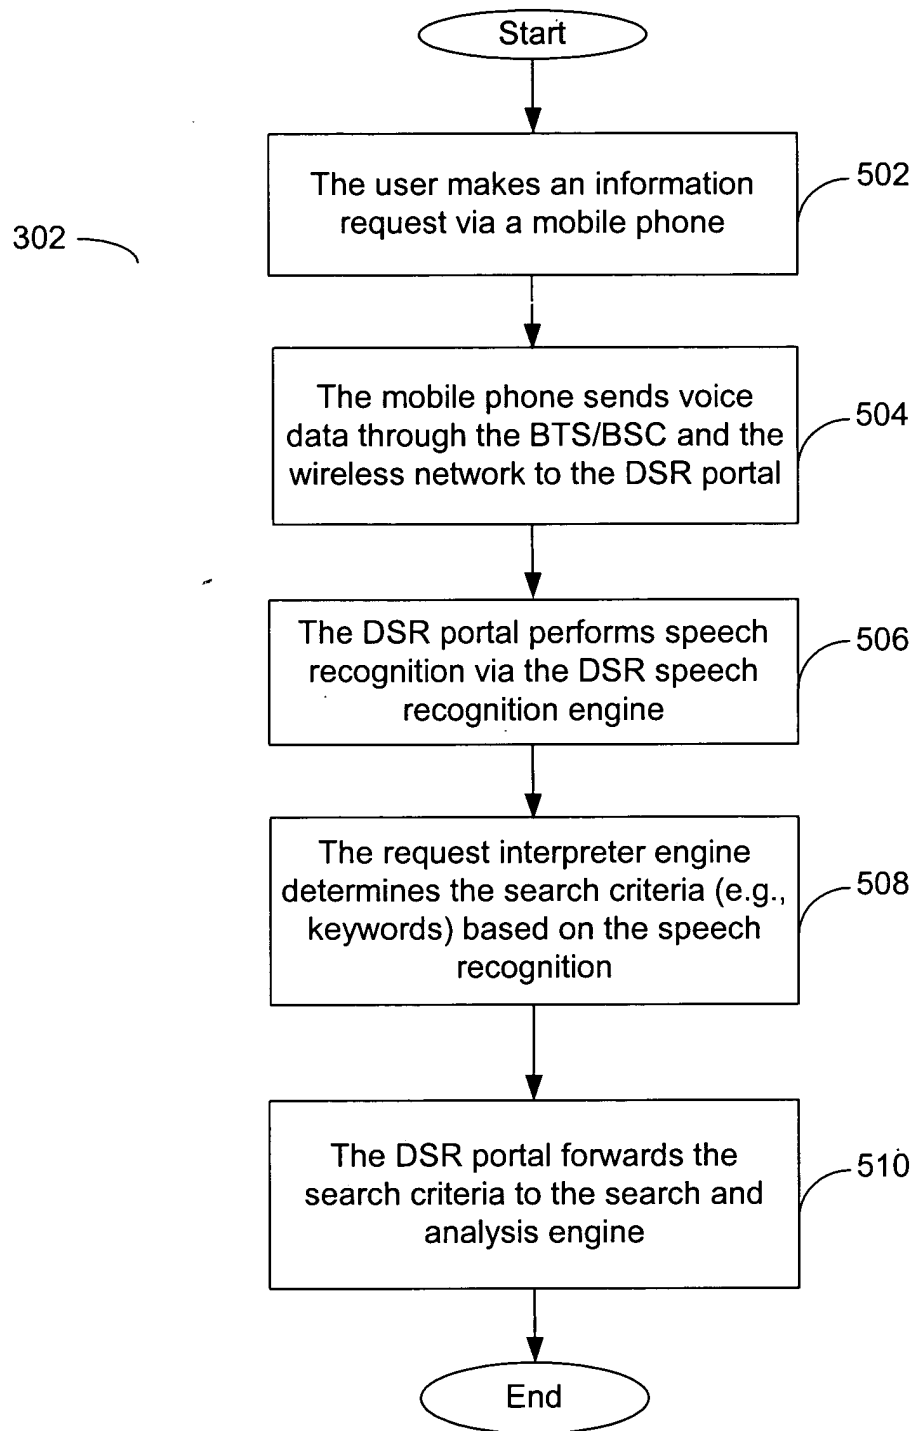 Start
The user makes an information
request via a mobile phone
502
302
The mobile phone sends voice
data through the BTS/BSC and the
wireless network to the DSR portal
504
The DSR portal performs speech
recognition via the DSR speech
recognition engine
506
The request interpreter engine
determines the search criteria (e.g.,
keywords) based on the speech
recognition
508
The DSR portal forwards the
search criteria to the search and
analysis engine
510
End